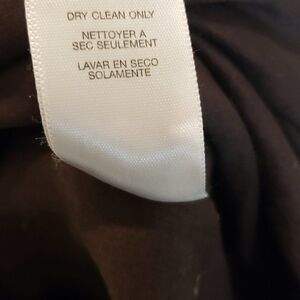 DRY CLEAN ONLY
NETTOYER A
SEC SEULEMENT
LAVAR EN SECO
SOLAMENTE